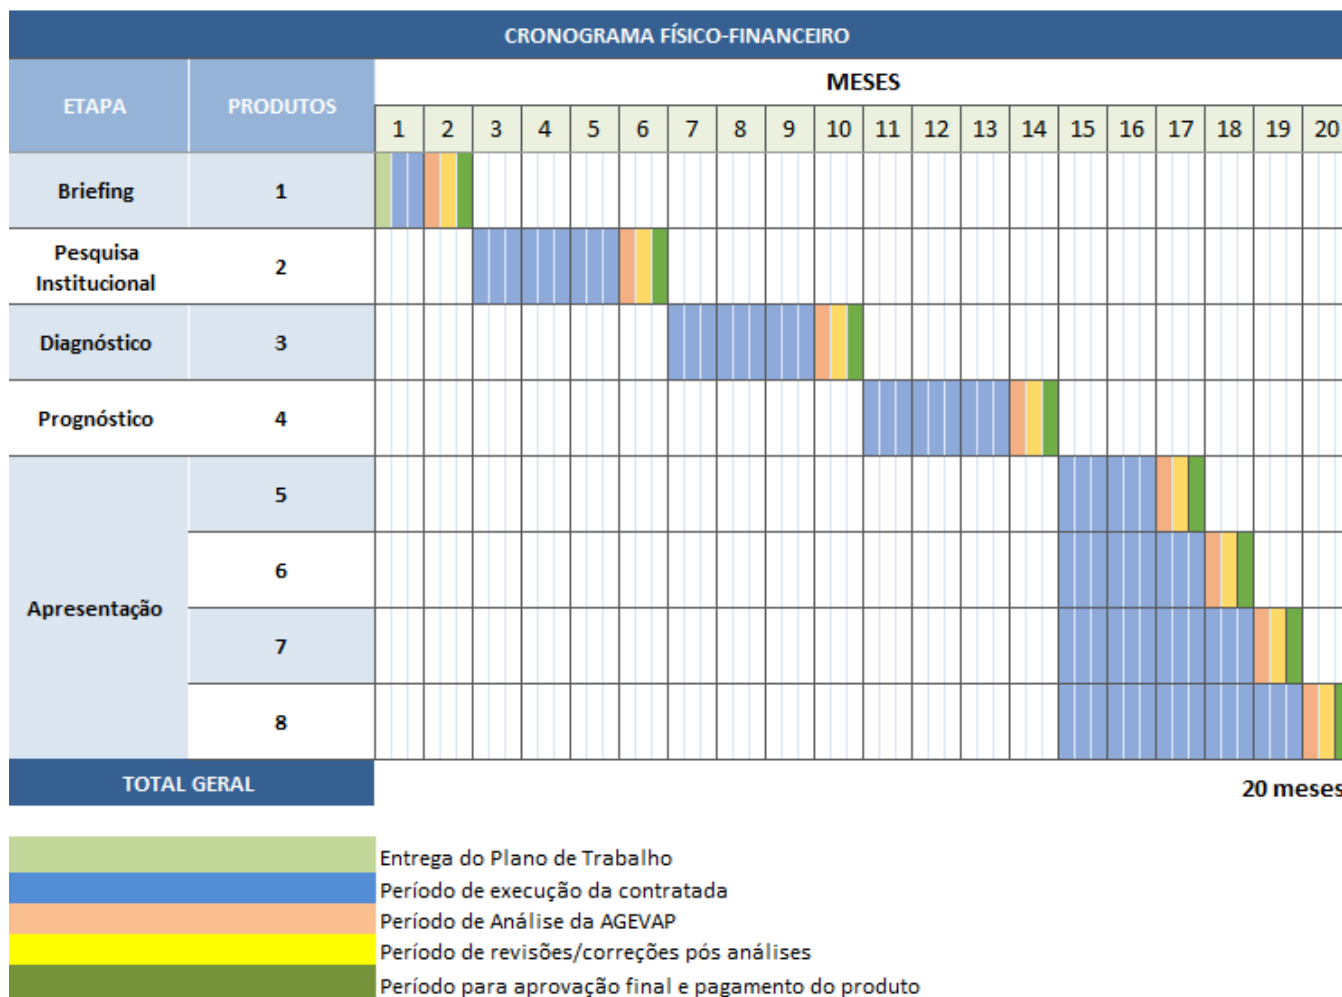 CRONOGRAMA FÍSICO-FINANCEIRO
ETAPA
PRODUTOS
MESES
1 2 3 4 5 6 7 8 9 10 11 12 13 14 15 16 17 18 19 20
Briefing 1
Pesquisa
Institucional
2
Diagnóstico 3
Prognóstico 4
Apresentação
5
6
7
8
TOTAL GERAL 20 meses
Entrega do Plano de Trabalho
Período de execução da contratada
Período de Análise da AGEVAP
Período de revisões/correções pós análises
Período para aprovação final e pagamento do produto